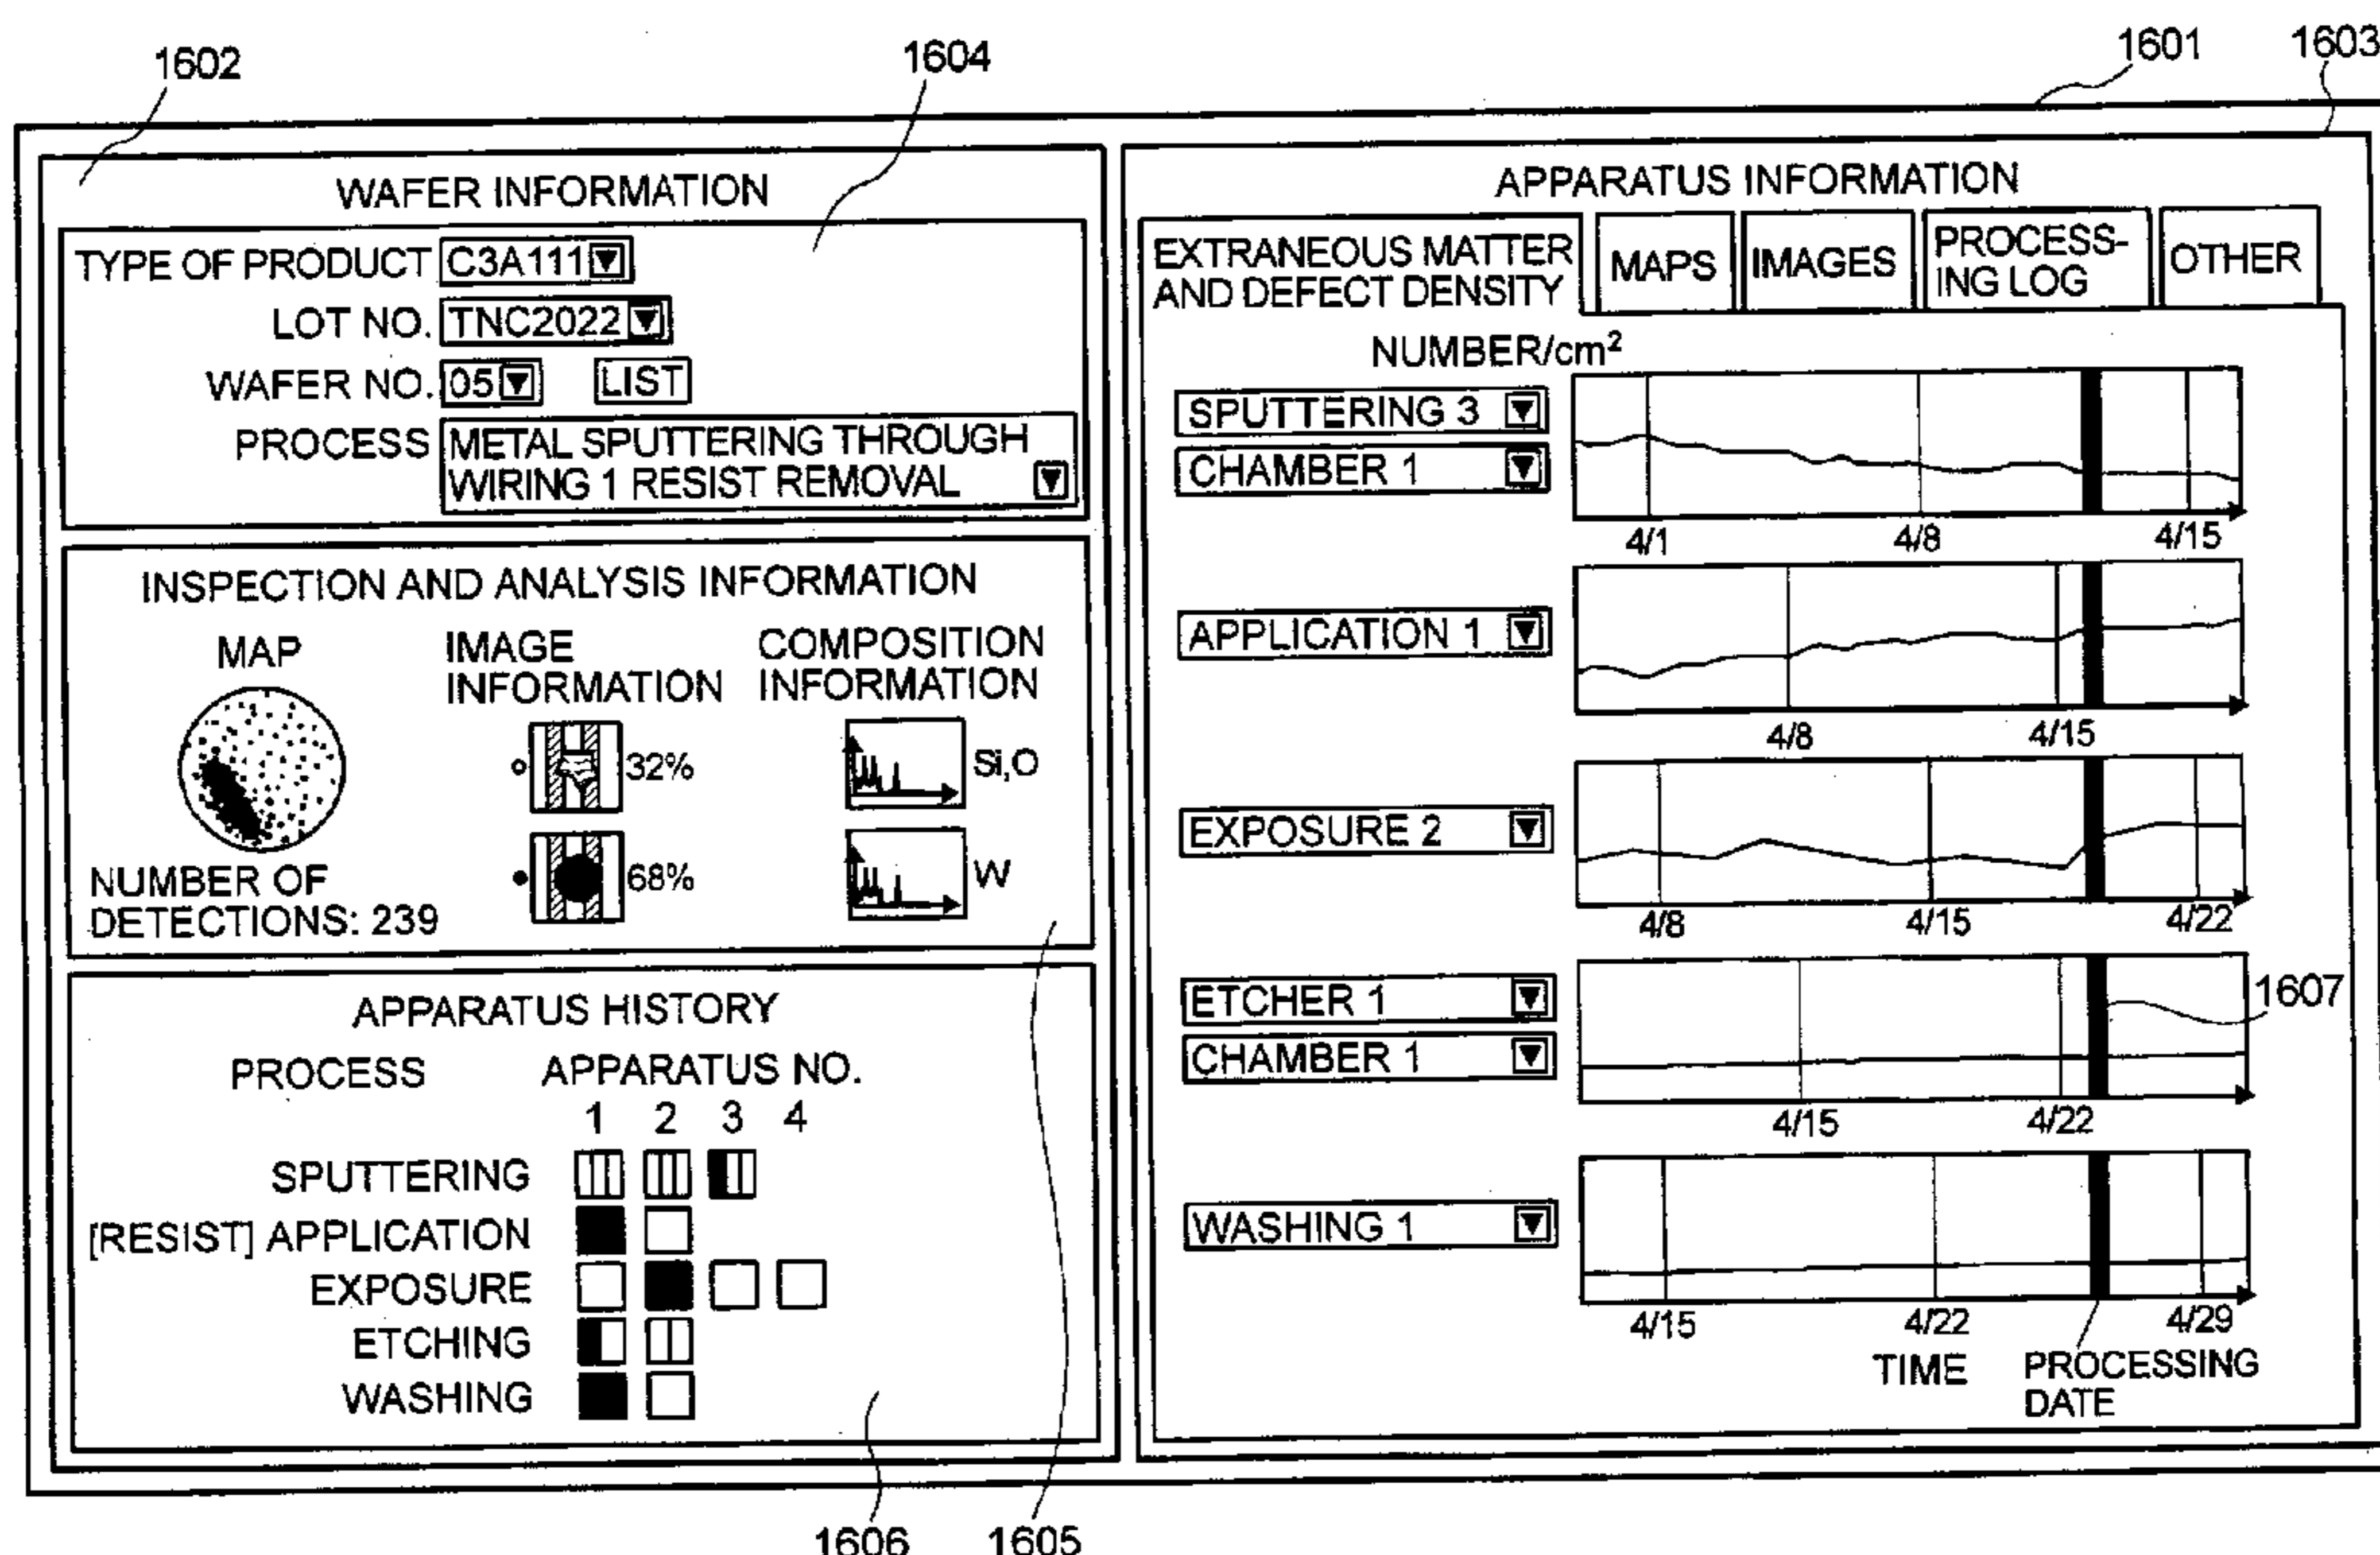 1602
1604
1601
1603
WAFER INFORMATION
TYPE OF PRODUCT C3A111
LOT NO. TNC2022
WAFER NO. 05 LIST
PROCESS METAL SPUTTERING THROUGH
WIRING 1 RESIST REMOVAL
INSPECTION AND ANALYSIS INFORMATION
MAP
IMAGE
INFORMATION
COMPOSITION
INFORMATION
32%
Si,O
68%
W
NUMBER OF
DETECTIONS: 239
APPARATUS HISTORY
PROCESS APPARATUS NO.
1 2 3 4
SPUTTERING
[RESIST] APPLICATION
EXPOSURE
ETCHING
WASHING
APPARATUS INFORMATION
EXTRANEOUS MATTER
AND DEFECT DENSITY
MAPS
IMAGES
PROCESS-
ING LOG
OTHER
NUMBER/cm²
SPUTTERING 3
CHAMBER 1
4/1 4/8 4/15
APPLICATION 1
4/8 4/15
EXPOSURE 2
4/8 4/15 4/22
ETCHER 1
CHAMBER 1
1607
4/15 4/22
WASHING 1
4/15 4/22 4/29
TIME
PROCESSING
DATE
1606
1605